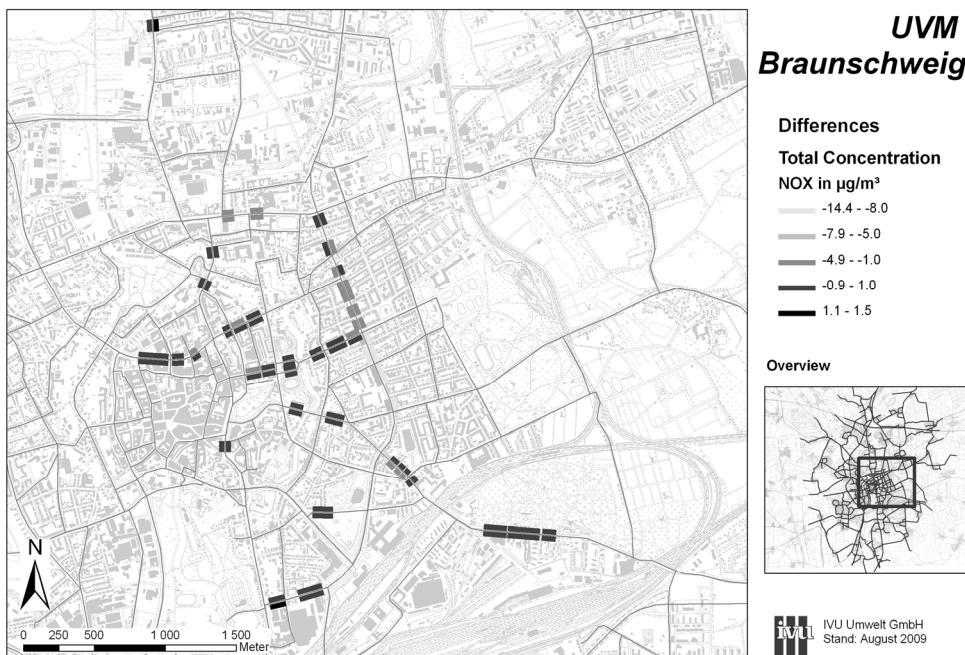 UVM
Braunschweig
Differences
Total Concentration
NOX in µg/m³
-14.4 - -8.0
-7.9 - -5.0
-4.9 - -1.0
-0.9 - 1.0
1.1 - 1.5
Overview
N
0 250 500 1 000 1 500
Meter
ivu
IVU Umwelt GmbH
Stand: August 2009